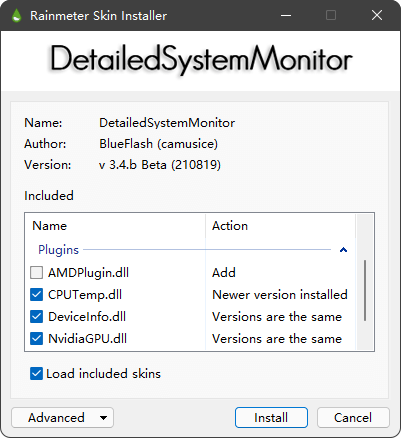 Rainmeter Skin Installer
DetailedSystemMonitor
Name: DetailedSystemMonitor
Author: BlueFlash (camusice)
Version: v 3.4.b Beta (210819)
Included
Name Action
Plugins
AMDPlugin.dll Add
CPUTemp.dll Newer version installed
DeviceInfo.dll Versions are the same
NvidiaGPU.dll Versions are the same
Load included skins
Advanced Install Cancel